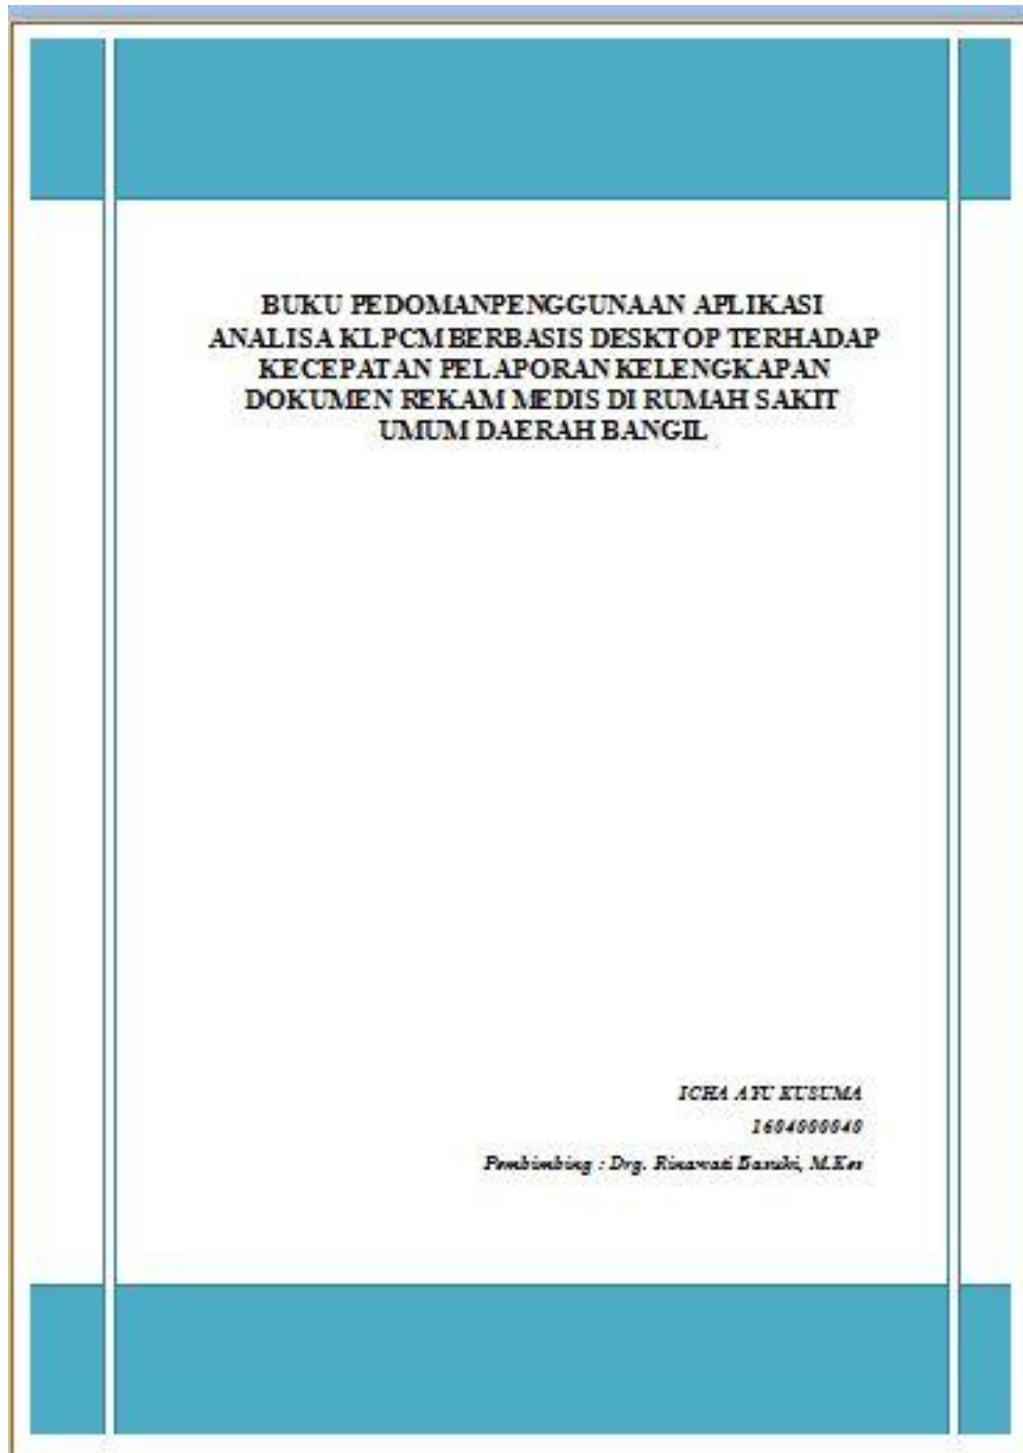 BUKU PEDOMANPENGGUNAAN APLIKASI
ANALISA KLPCM BERBASIS DESKTOP TERHADAP
KECEPATAN PELAPORAN KELENGKAPAN
DOKUMEN REKAM MEDIS DI RUMAH SAKIT
UMUM DAERAH BANGIL
ICHA AYU KUSUMA
1604000040
Pembimbing : Drg. Rinawati Basuki, M.Kes